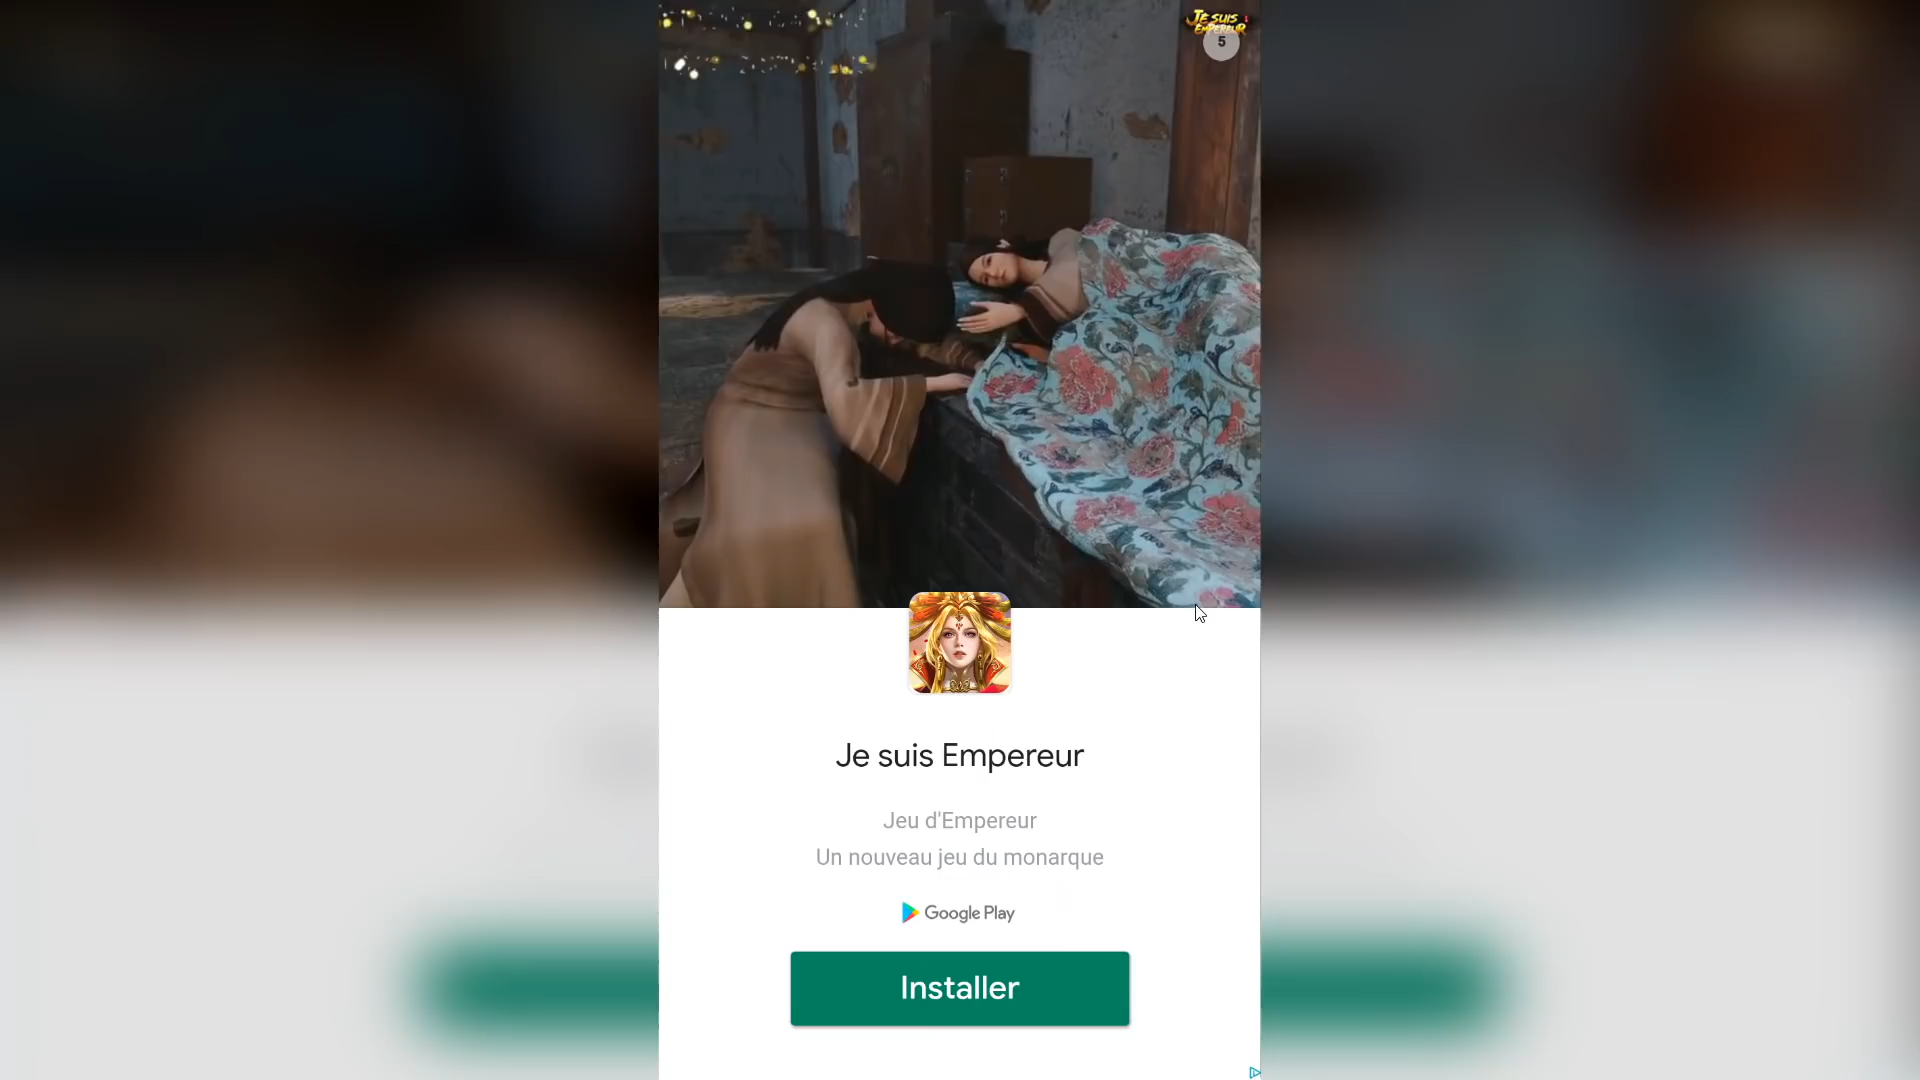 JE SUIS
EMPEREUR
5
Je suis Empereur
Jeu d'Empereur
Un nouveau jeu du monarque
Google Play
Installer